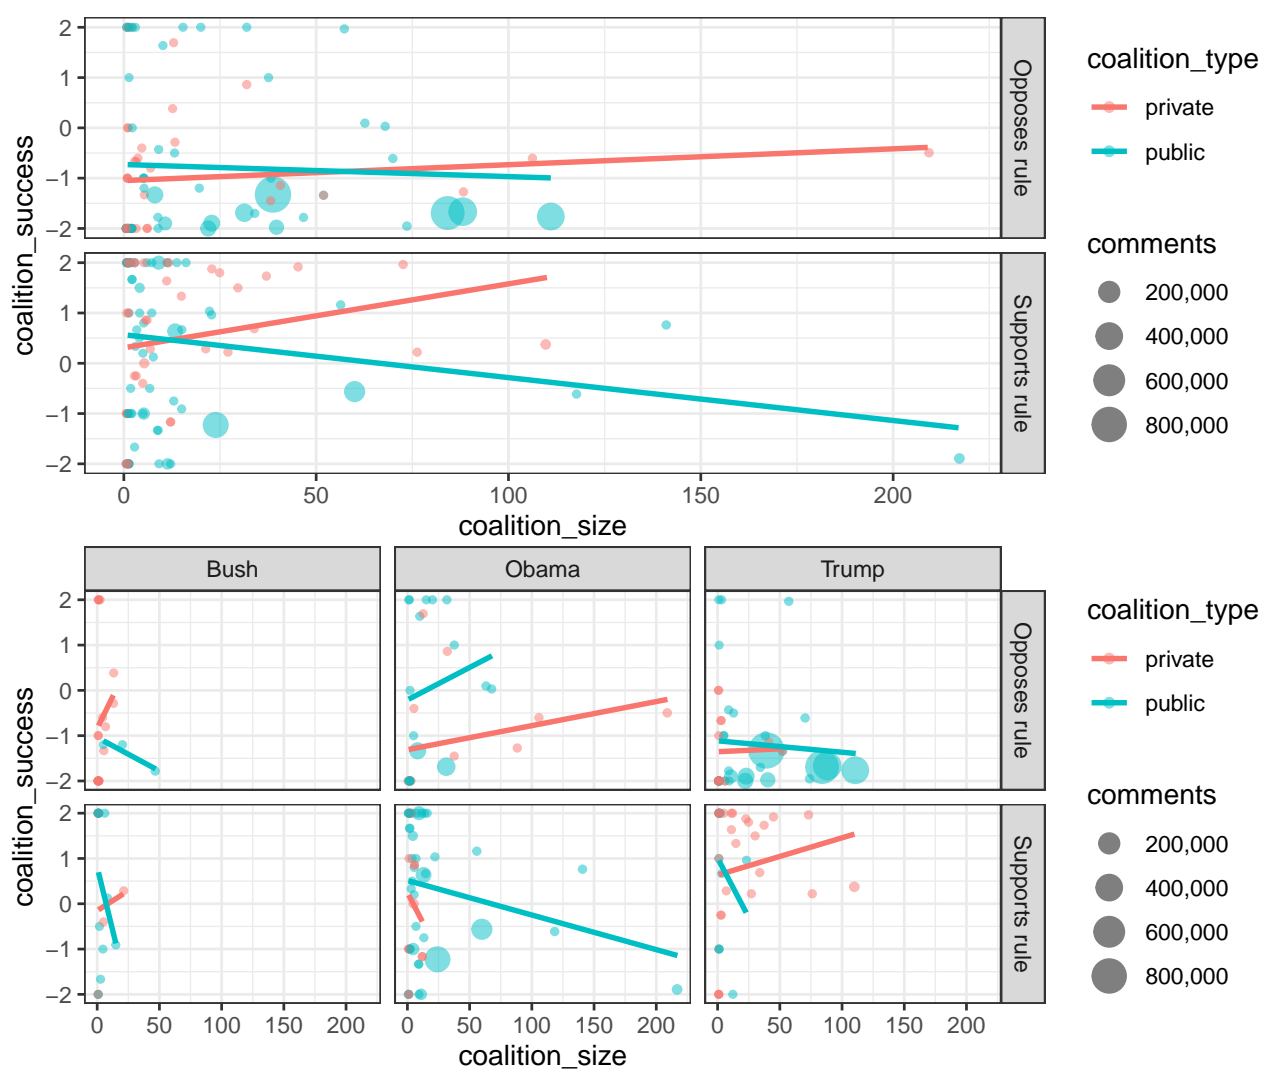 coalition_success
2
1
0
−1
−2
Opposes rule
2
1
0
−1
−2
Supports rule
0
50
100
150
200
coalition_size
coalition_type
private
public
comments
200,000
400,000
600,000
800,000
Bush
Obama
Trump
coalition_success
2
1
0
−1
−2
Opposes rule
2
1
0
−1
−2
Supports rule
0 50 100 150 200
0 50 100 150 200
0 50 100 150 200
coalition_size
coalition_type
private
public
comments
200,000
400,000
600,000
800,000